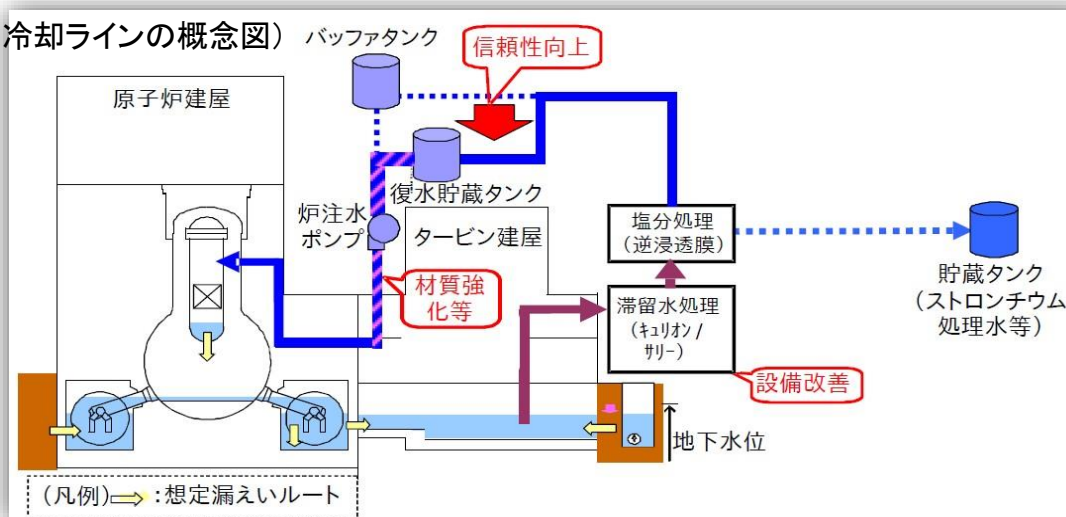 冷却ラインの概念図)
バッファタンク
信頼性向上
原子炉建屋
復水貯蔵タンク
炉注水
ポンプ
タービン建屋
塩分処理
(逆浸透膜)
貯蔵タンク
(ストロンチウム
処理水等)
材質強
化等
滞留水処理
(キュリオン/
サリー)
設備改善
地下水位
(凡例) :想定漏えいルート